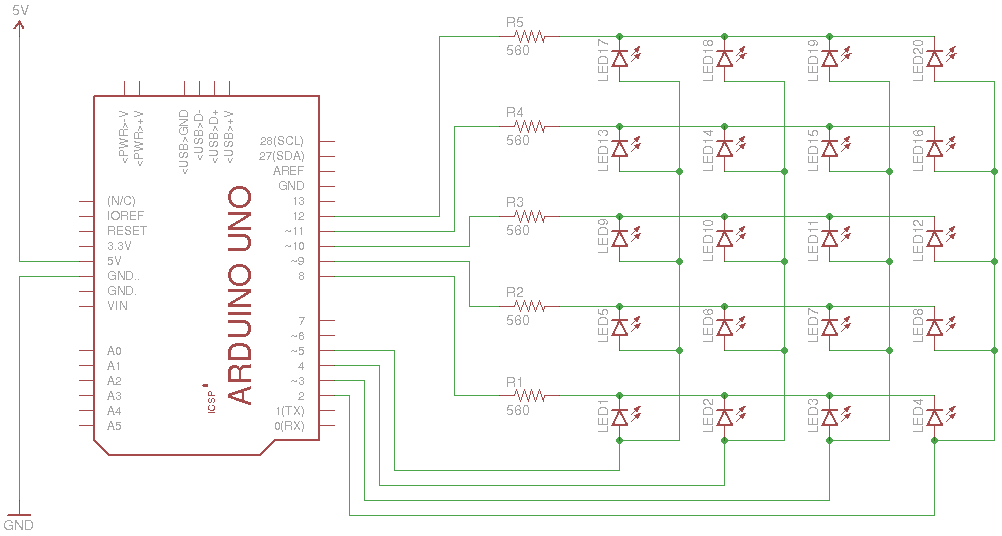 5V
<PWR>-V
<PWR>+V
<USB>GND
<USB>D-
<USB>D+
<USB>+V
(N/C)
IOREF
RESET
3.3V
5V
GND..
GND.
VIN
A0
A1
A2
A3
A4
A5
ICSP
ARDUINO UNO
28(SCL)
27(SDA)
AREF
GND
13
12
~11
~10
~9
8
7
~6
~5
4
~3
2
1(TX)
0(RX)
GND
R5
560
LED17
LED18
LED19
LED20
R4
560
LED13
LED14
LED15
LED16
R3
560
LED9
LED10
LED11
LED12
R2
560
LED5
LED6
LED7
LED8
R1
560
LED1
LED2
LED3
LED4